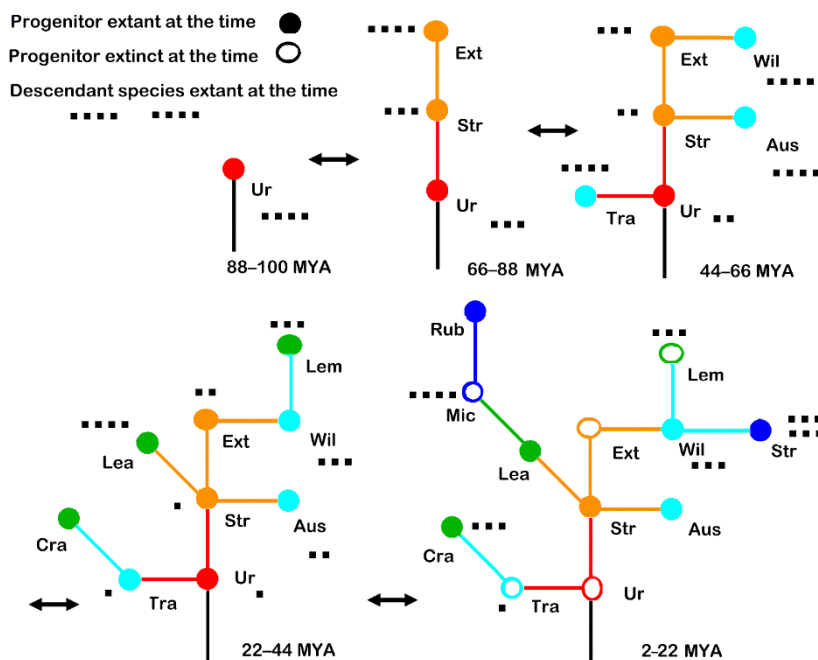 Progenitor extant at the time
Progenitor extinct at the time
Descendant species extant at the time
Ur
88–100 MYA
Ext
Str
Ur
66–88 MYA
Ext
Wil
Str
Aus
Tra
Ur
44–66 MYA
Lem
Ext
Wil
Lea
Str
Aus
Cra
Tra
Ur
22–44 MYA
Rub
Lem
Mic
Ext
Wil
Str
Lea
Str
Aus
Cra
Tra
Ur
2–22 MYA